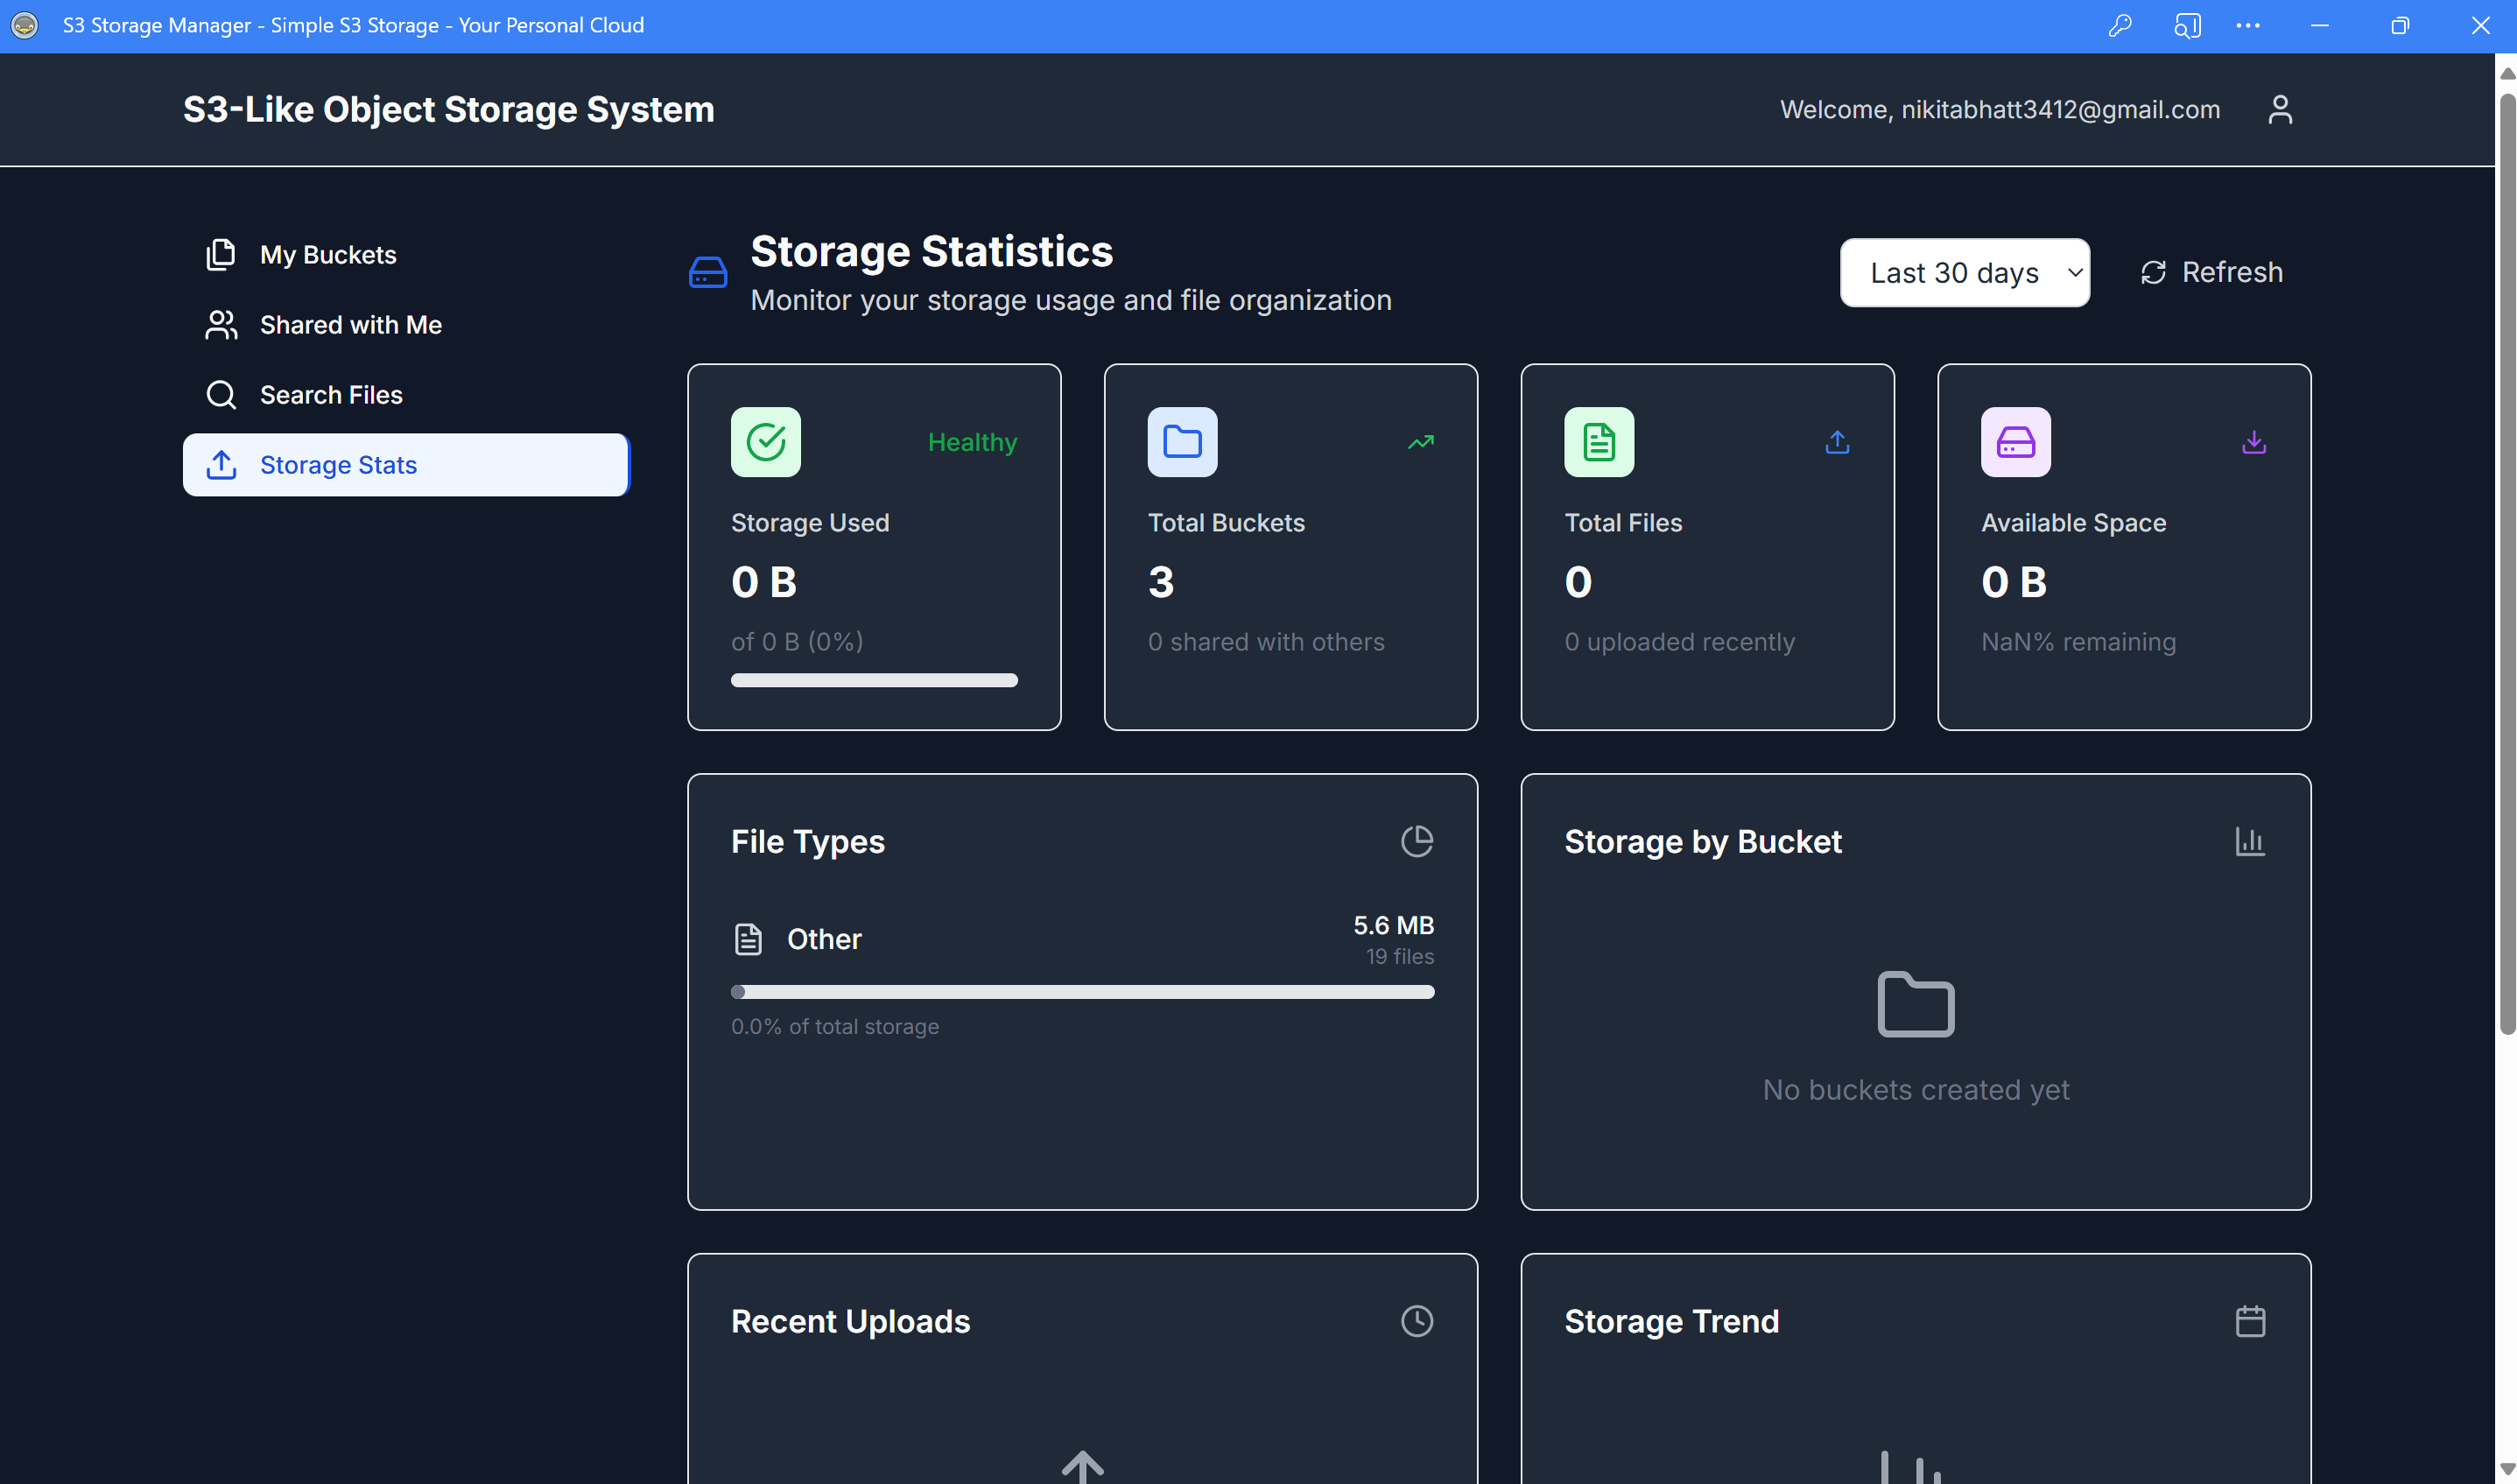 S3 Storage Manager - Simple S3 Storage - Your Personal Cloud
S3-Like Object Storage System
Welcome, nikitabhatt3412@gmail.com
My Buckets
Shared with Me
Search Files
Storage Stats
Storage Statistics
Monitor your storage usage and file organization
Last 30 days
Refresh
Healthy
Storage Used
0 B
of 0 B (0%)
Total Buckets
3
0 shared with others
Total Files
0
0 uploaded recently
Available Space
0 B
NaN% remaining
File Types
Other
5.6 MB
19 files
0.0% of total storage
Storage by Bucket
No buckets created yet
Recent Uploads
Storage Trend